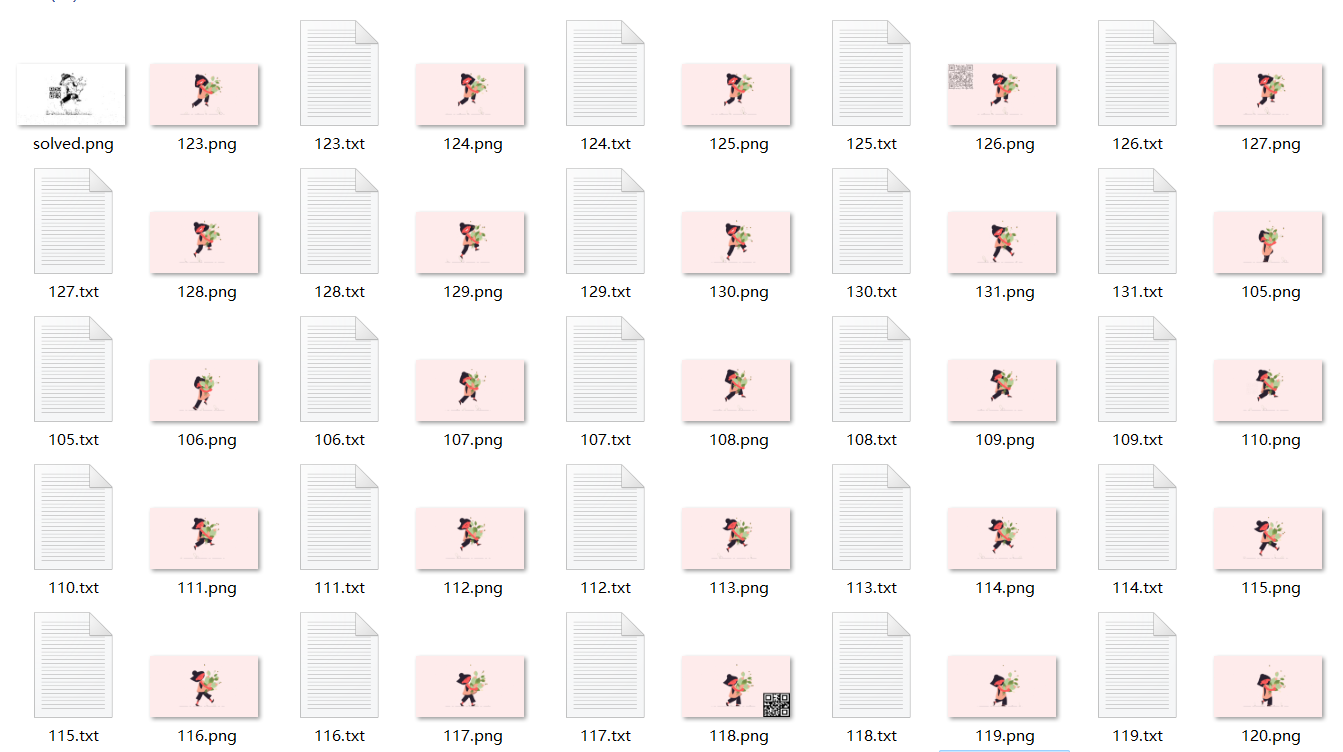 solved.png 123.png 123.txt 124.png 124.txt 125.png 125.txt 126.png 126.txt 127.png
127.txt 128.png 128.txt 129.png 129.txt 130.png 130.txt 131.png 131.txt 105.png
105.txt 106.png 106.txt 107.png 107.txt 108.png 108.txt 109.png 109.txt 110.png
110.txt 111.png 111.txt 112.png 112.txt 113.png 113.txt 114.png 114.txt 115.png
115.txt 116.png 116.txt 117.png 117.txt 118.png 118.txt 119.png 119.txt 120.png